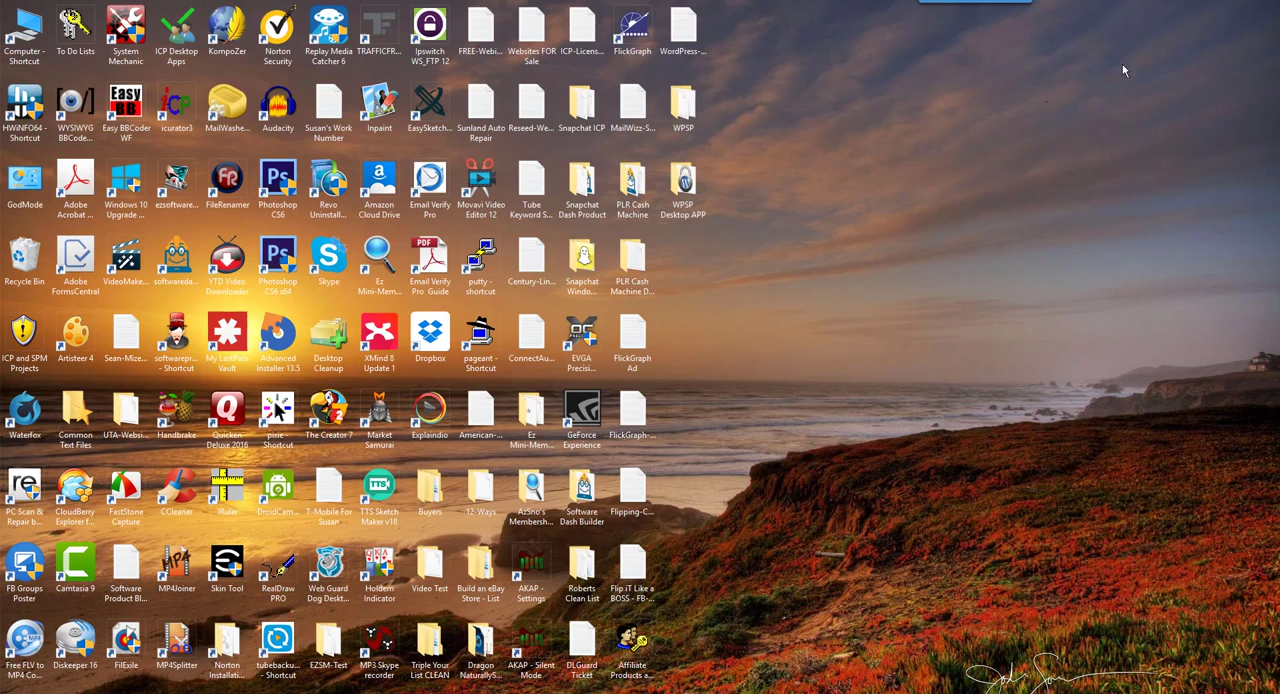 Computer - Shortcut
To Do Lists
System Mechanic
ICP Desktop Apps
KompoZer
Norton Security
Replay Media Catcher 6
TRAFFICFR...
Ipswitch WS_FTP 12
FREE-Webi...
Websites FOR Sale
ICP-Licens...
FlickGraph
WordPress-...
HWiNFO64 - Shortcut
WYSIWYG BBCode...
Easy BBCoder WF
icurator3
MailWashe...
Audacity
Susan's Work Number
Inpaint
EasySketch...
Sunland Auto Repair
Reseed-We...
Snapchat ICP
MailWizz-S...
WPSP
GodMode
Adobe Acrobat ...
Windows 10 Upgrade ...
ezsoftware...
FileRenamer
Photoshop CS6
Revo Uninstall...
Amazon Cloud Drive
Email Verify Pro
Movavi Video Editor 12
Tube Keyword S...
Snapchat Dash Product
PLR Cash Machine
WPSP Desktop APP
Recycle Bin
Adobe FormsCentral
VideoMake...
softwareda...
YTD Video Downloader
Photoshop CS6 x64
Skype
Ez Mini-Mem...
Email Verify Pro Guide
putty - shortcut
Century-Lin...
Snapchat Windo...
PLR Cash Machine D...
ICP and SPM Projects
Artisteer 4
Sean-Mize...
softwarepr... - Shortcut
My LastPass Vault
Advanced Installer 13.5
Desktop Cleanup
XMind 8 Update 1
Dropbox
pageant - Shortcut
ConnectAu...
EVGA Precisi...
FlickGraph Ad
Waterfox
Common Text Files
UTA-Websi...
Handbrake
Quicken Deluxe 2016
pixie - Shortcut
The Creator 7
Market Samurai
Explaindio
American-...
Ez Mini-Mem...
GeForce Experience
FlickGraph-...
PC Scan & Repair b...
CloudBerry Explorer f...
FastStone Capture
CCleaner
IRuler
DroidCam...
T-Mobile For Susan
TTS Sketch Maker v18
Buyers
12-Ways
AzSno's Membersh...
Software Dash Builder
Flipping-C...
FB Groups Poster
Camtasia 9
Software Product Bl...
MP4Joiner
Skin Tool
RealDraw PRO
Web Guard Dog Deskt...
Holdem Indicator
Video Test
Build an eBay Store - List
AKAP - Settings
Roberts Clean List
Flip iT Like a BOSS - FB-...
Free FLV to MP4 Co...
Diskeeper 16
FilExile
MP4Splitter
Norton Installati...
tubebacku... - Shortcut
EZSM-Test
MP3 Skype recorder
Triple Your List CLEAN
Dragon NaturallyS...
AKAP - Silent Mode
DLGuard Ticket
Affiliate Products a...